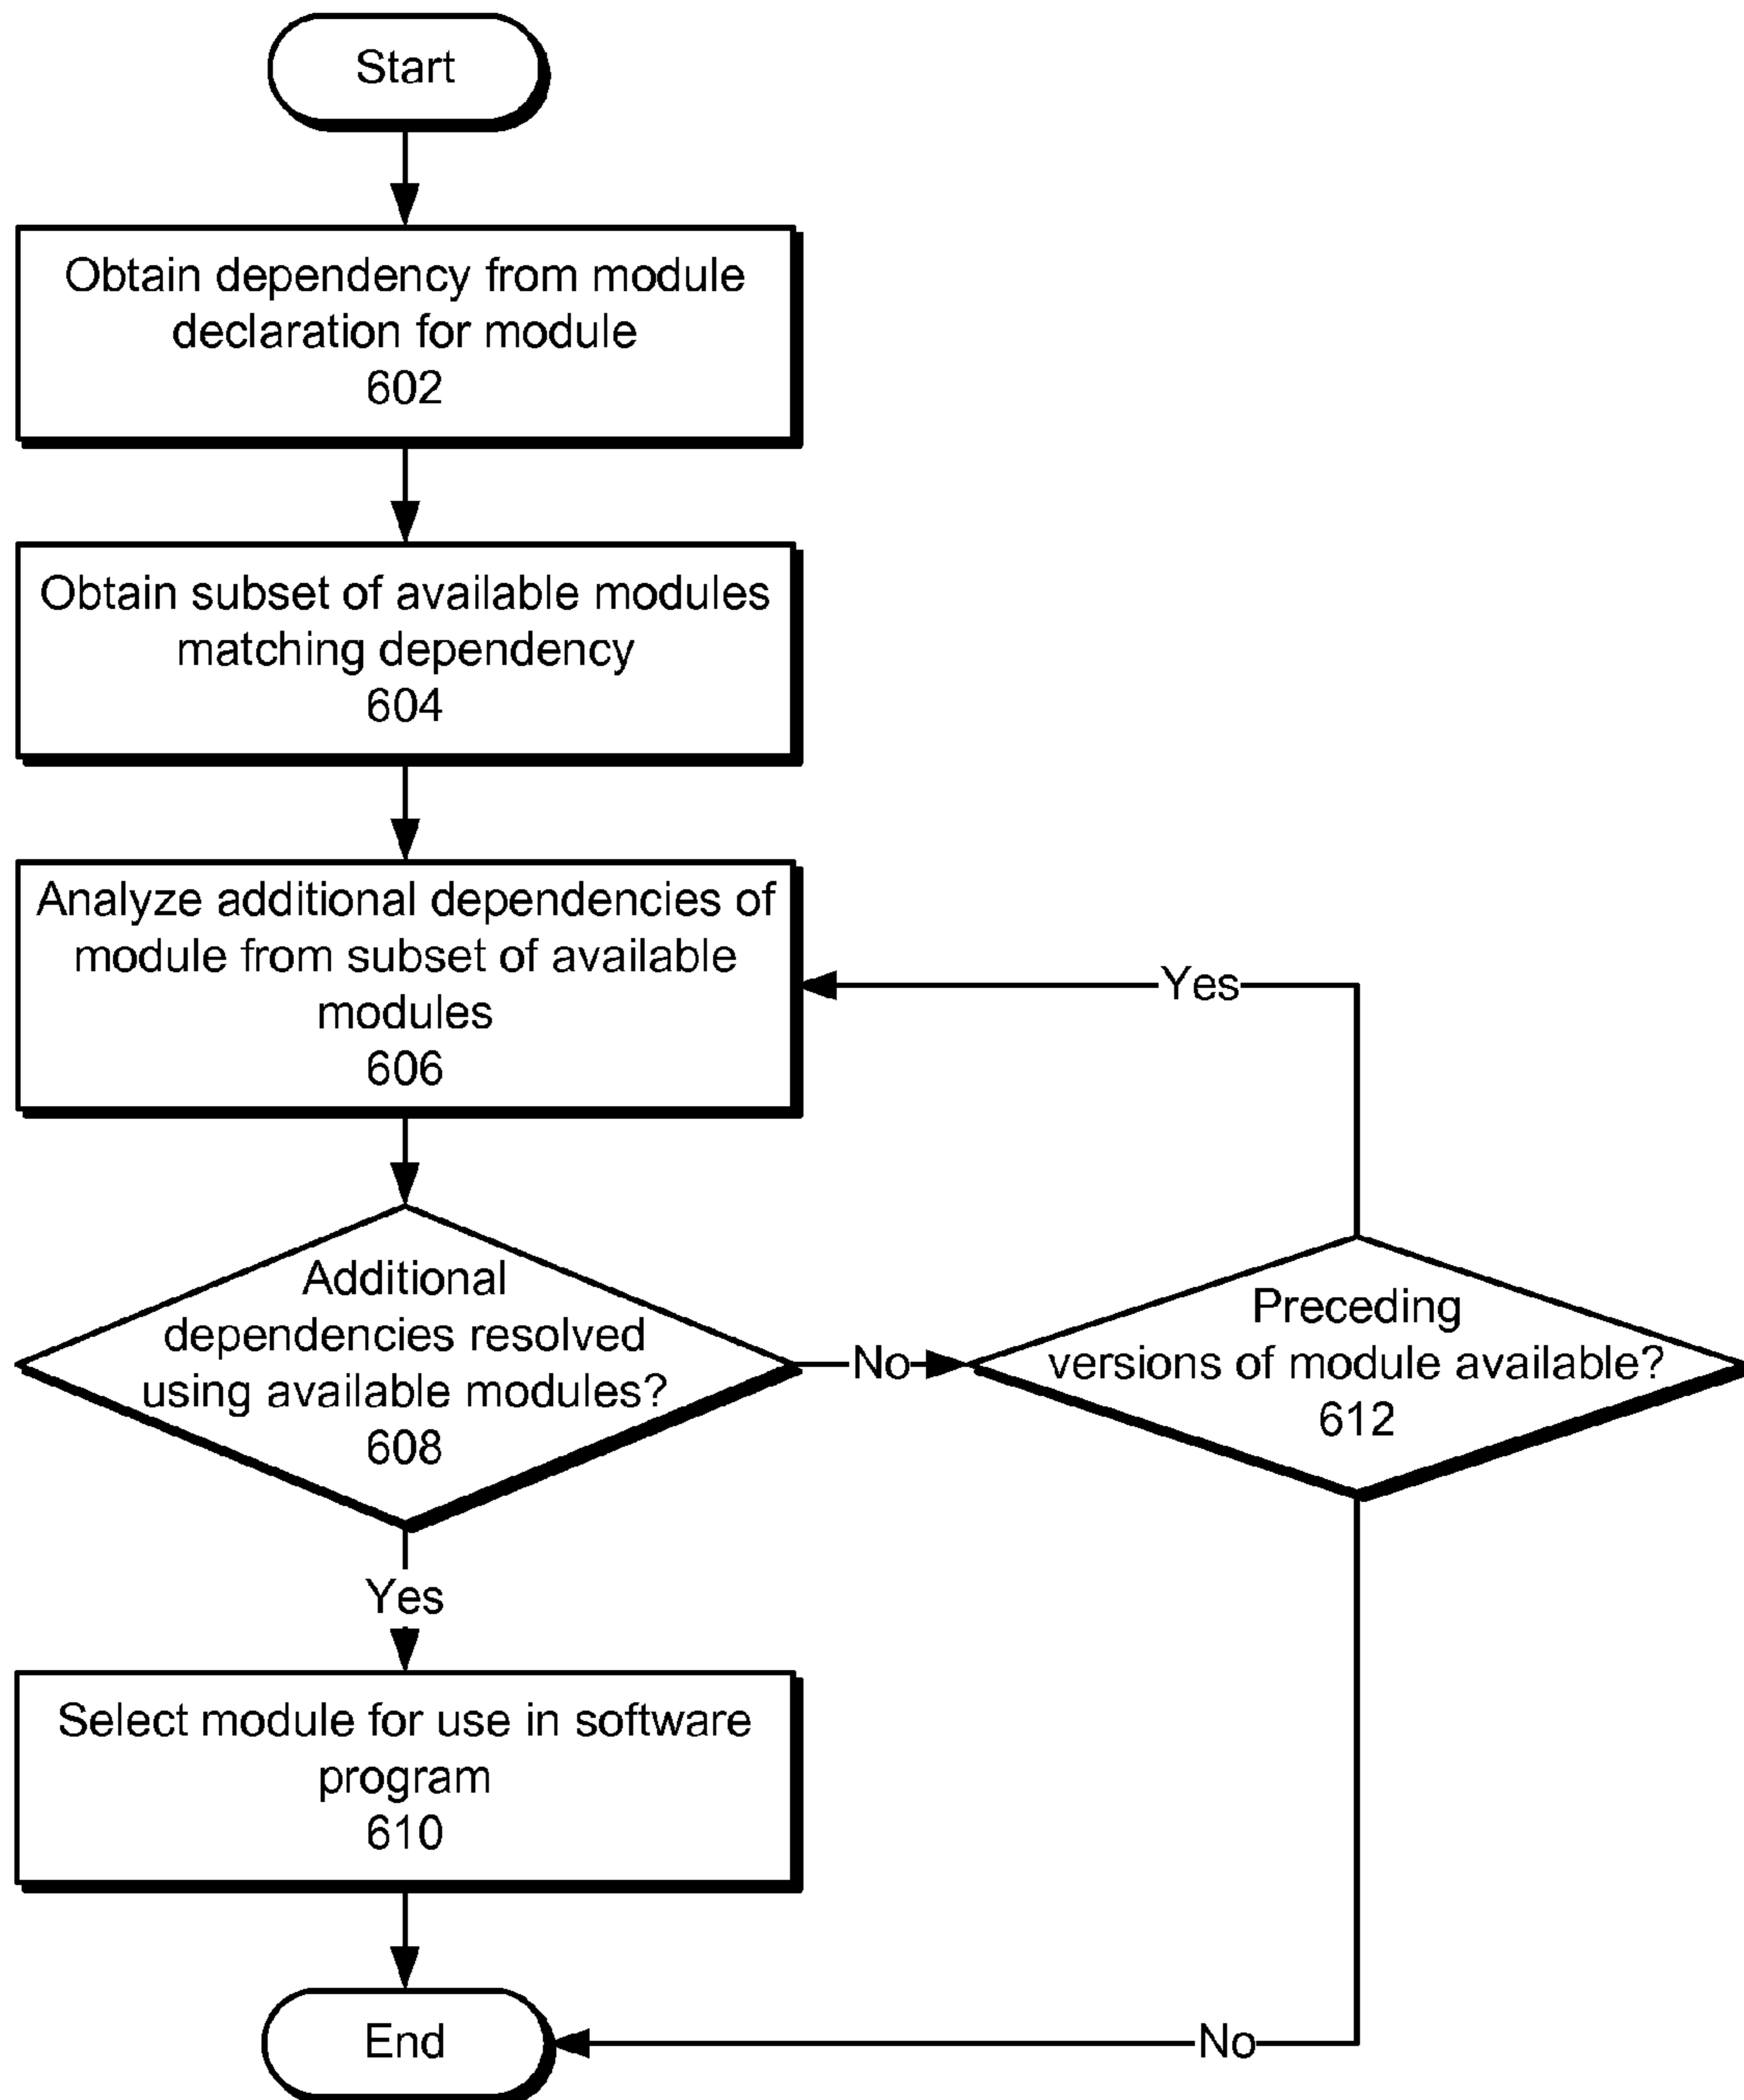 Start
Obtain dependency from module
declaration for module
602
Obtain subset of available modules
matching dependency
604
Analyze additional dependencies of
module from subset of available
modules
606
Yes
Additional
dependencies resolved
using available modules?
608
No
Preceding
versions of module available?
612
Yes
Select module for use in software
program
610
End
No